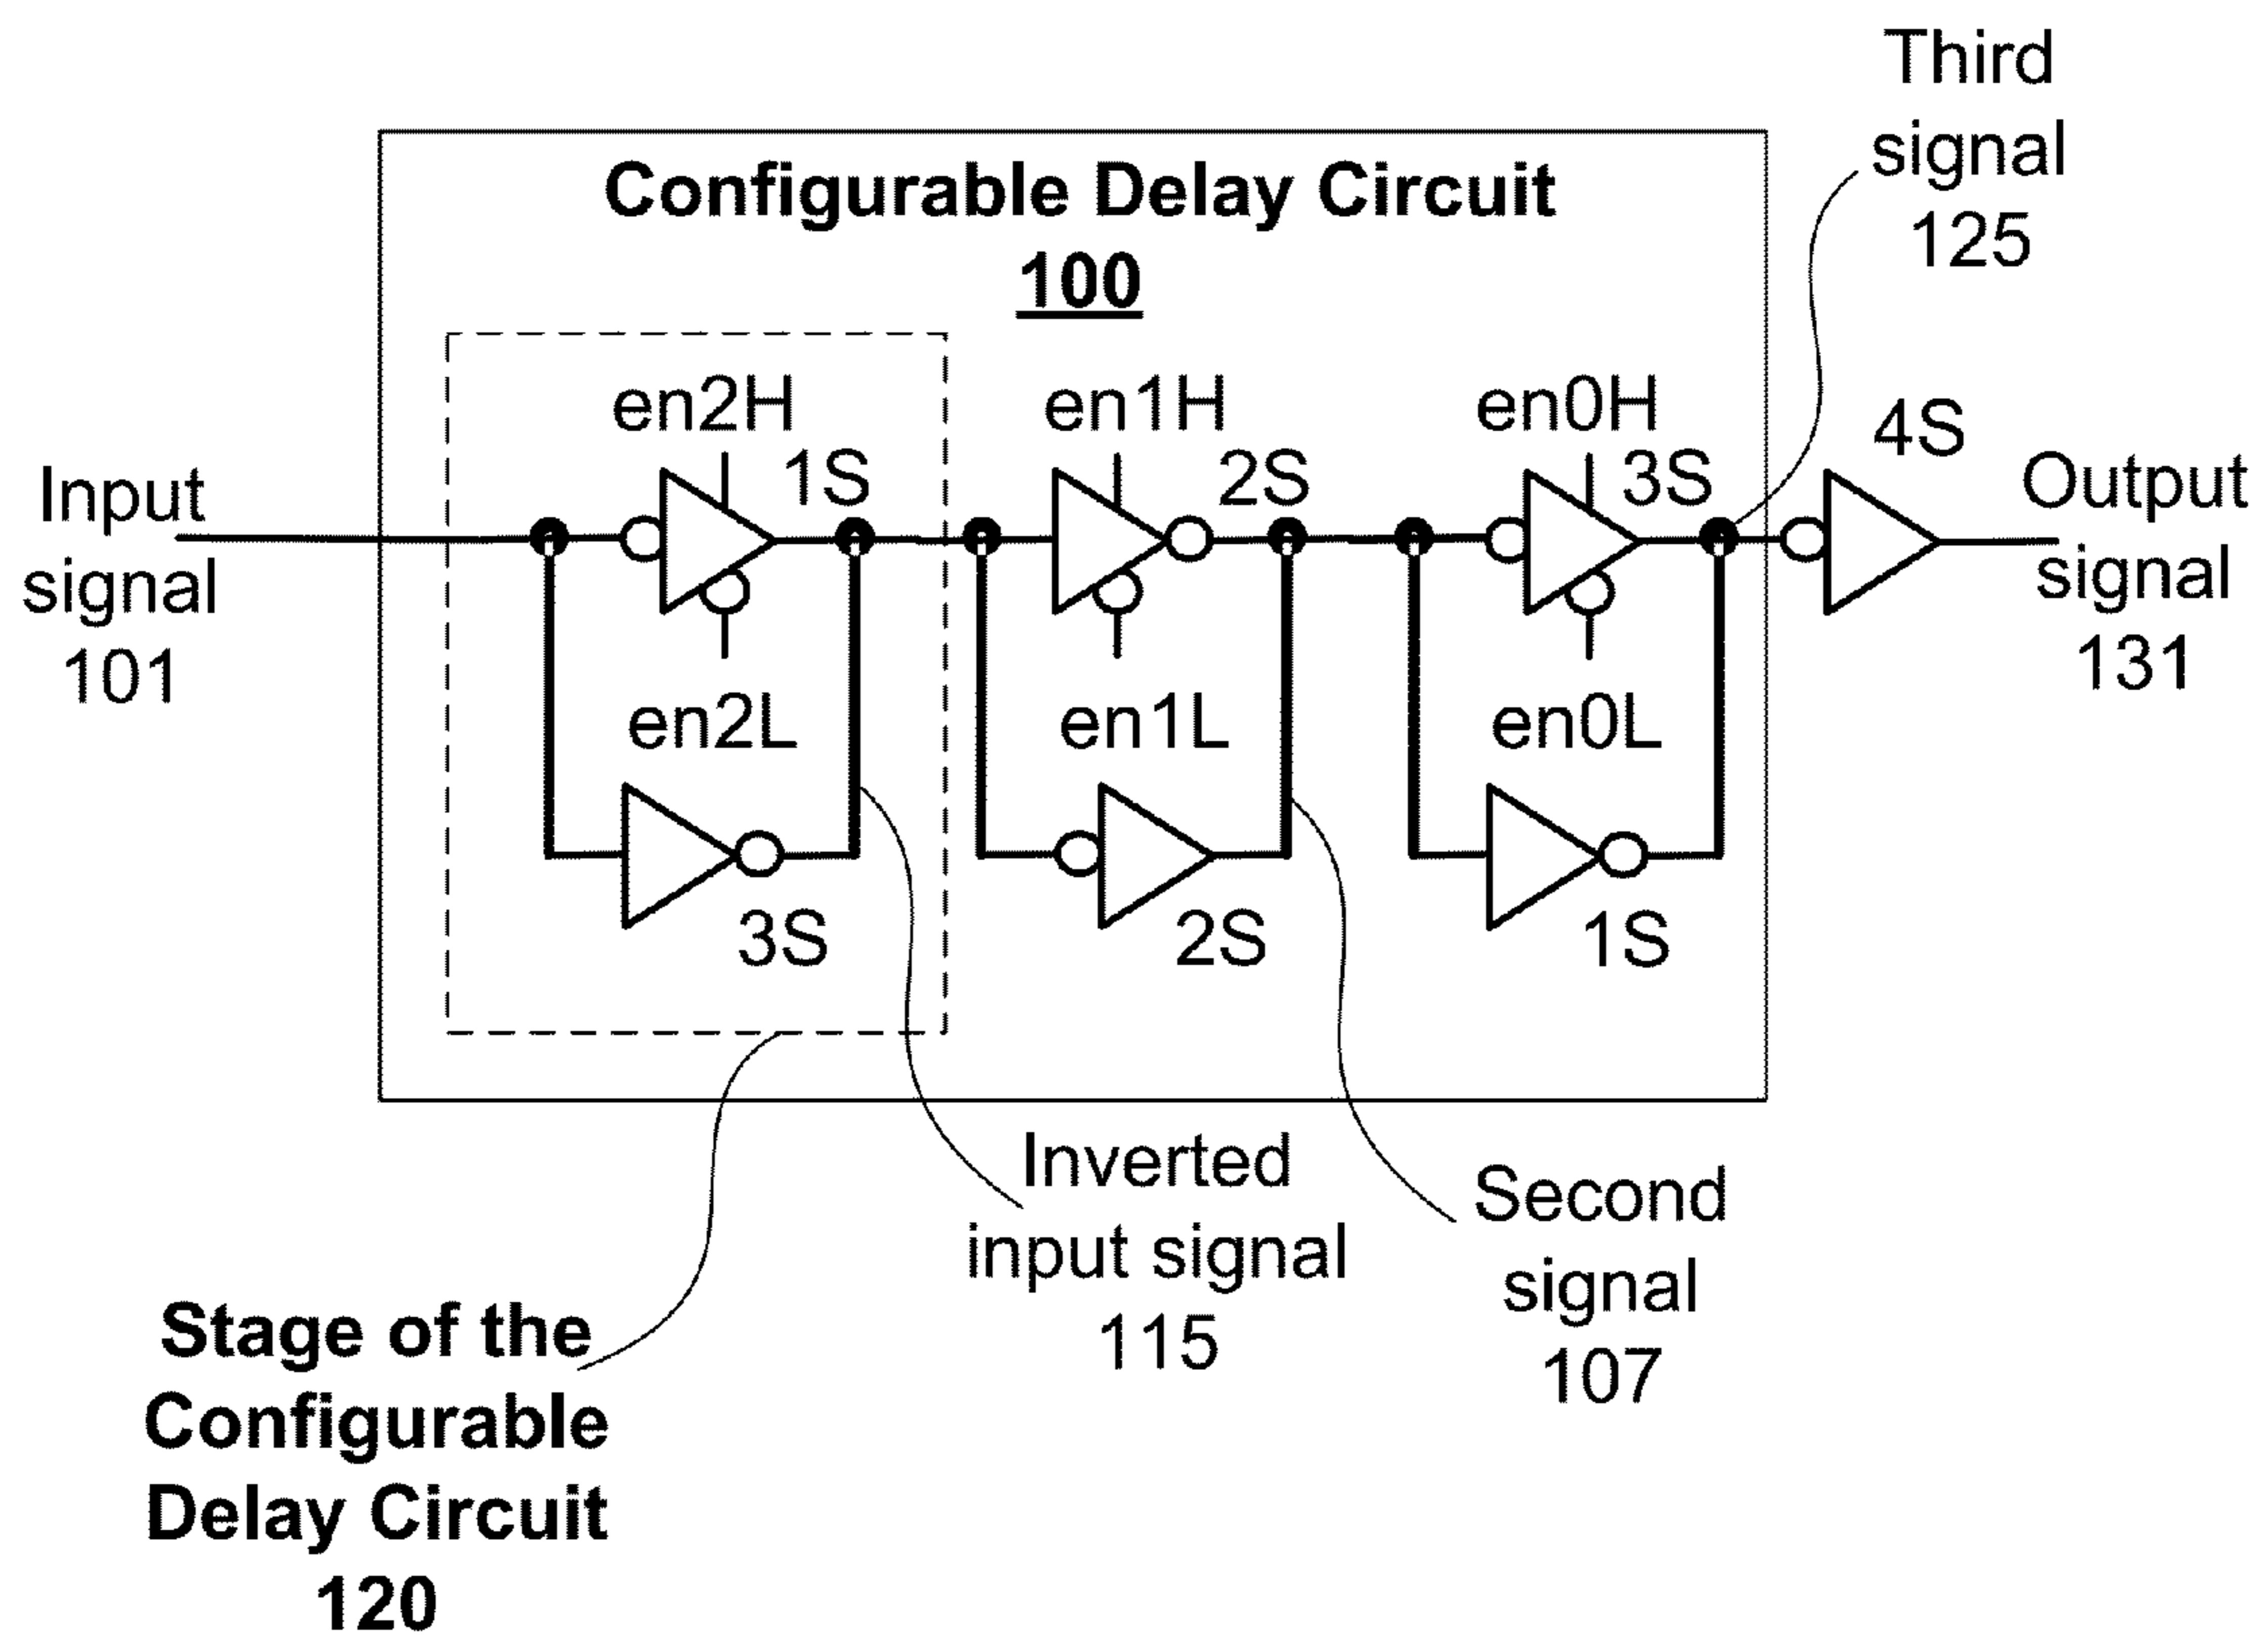 Third
signal
125
Configurable Delay Circuit
100
en2H
1S
en1H
2S
en0H
3S
4S
Input
signal
101
Output
signal
131
en2L
en1L
en0L
3S
2S
1S
Inverted
input signal
115
Second
signal
107
Stage of the
Configurable
Delay Circuit
120